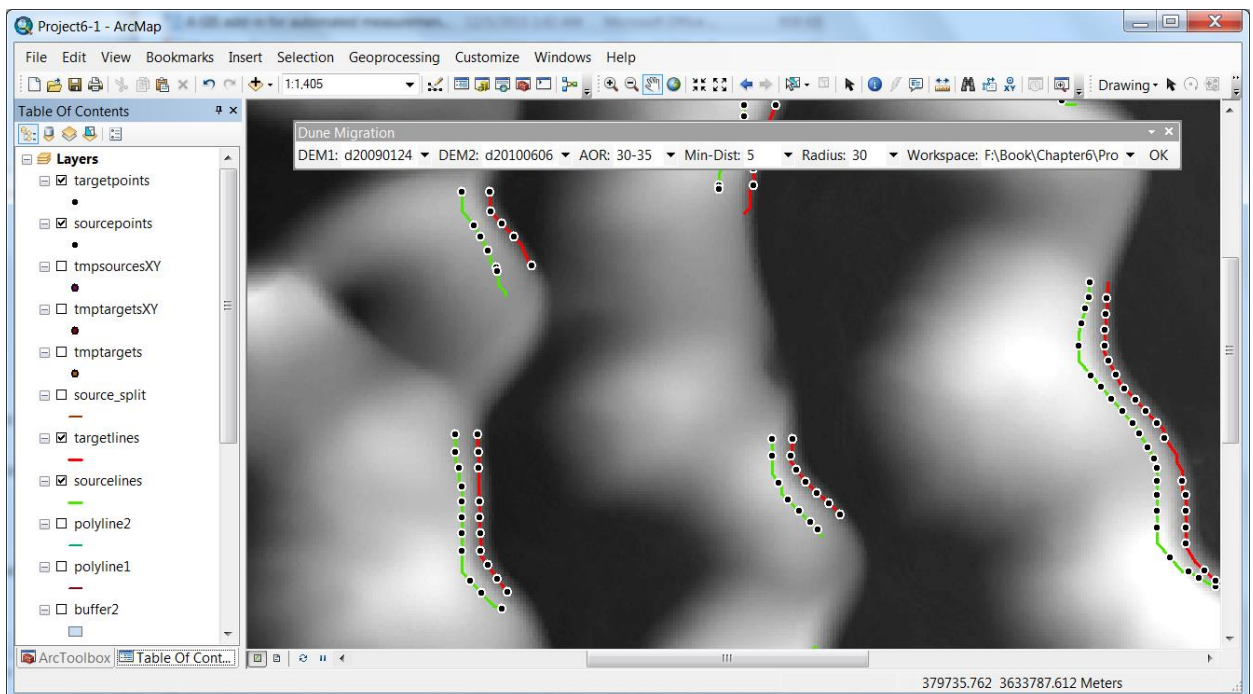 Project6-1 - ArcMap
File Edit View Bookmarks Insert Selection Geoprocessing Customize Windows Help
1:1,405
Drawing
Table Of Contents
Dune Migration
DEM1: d20090124 DEM2: d20100606 AOR: 30-35 Min-Dist: 5 Radius: 30 Workspace: F:\Book\Chapter6\Pro OK
Layers
targetpoints
sourcepoints
tmpsourcesXY
tmptargetsXY
tmptargets
source_split
targetlines
sourcelines
polyline2
polyline1
buffer2
ArcToolbox Table Of Cont...
379735.762 3633787.612 Meters